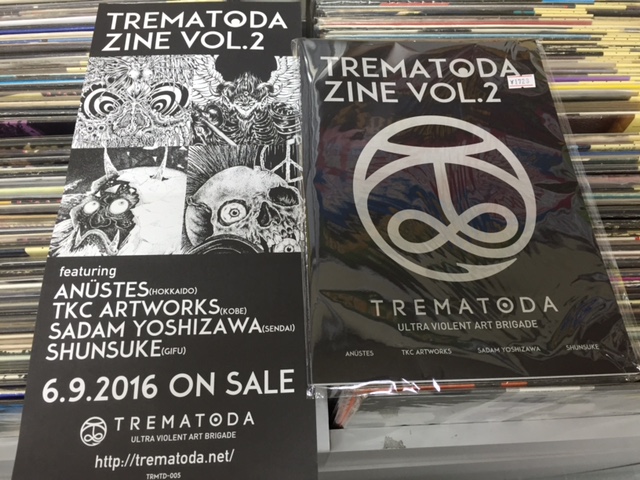 TREMATODA
ZINE VOL.2
featuring
ANÜSTES(HOKKAIDO)
TKC ARTWORKS(KOBE)
SADAM YOSHIZAWA(SENDAI)
SHUNSUKE(GIFU)
6.9.2016 ON SALE
TREMATODA
ULTRA VIOLENT ART BRIGADE
http://trematoda.net/
TRMTD-005
TREMATODA
ZINE VOL.2
TREMATODA
ULTRA VIOLENT ART BRIGADE
ANÜSTES TKC ARTWORKS SADAM YOSHIZAWA SHUNSUKE